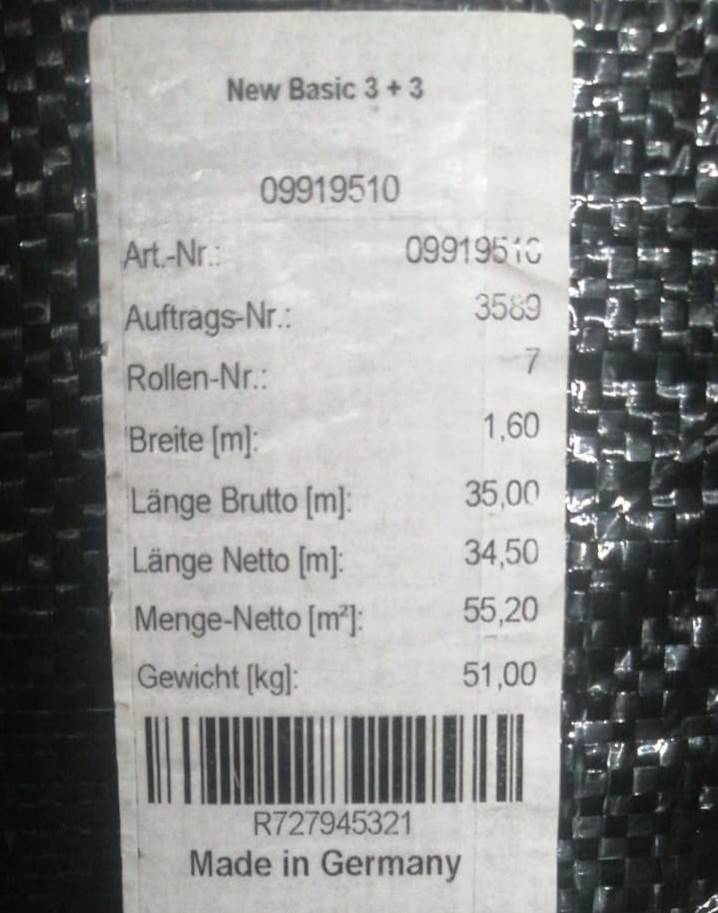 New Basic 3 + 3
09919510
Art.-Nr.: 09919510
Auftrags-Nr.: 3589
Rollen-Nr.: 7
Breite [m]: 1,60
Länge Brutto [m]: 35,00
Länge Netto [m]: 34,50
Menge-Netto [m²]: 55,20
Gewicht [kg]: 51,00
R727945321
Made in Germany